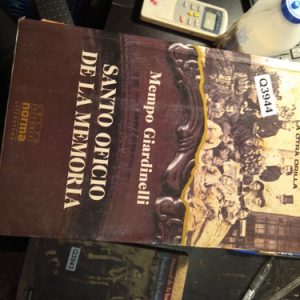 Mempo Giardinelli
SANTO OFICIO
DE LA MEMORIA
norma
LA OTRA ORILLA
Q3944